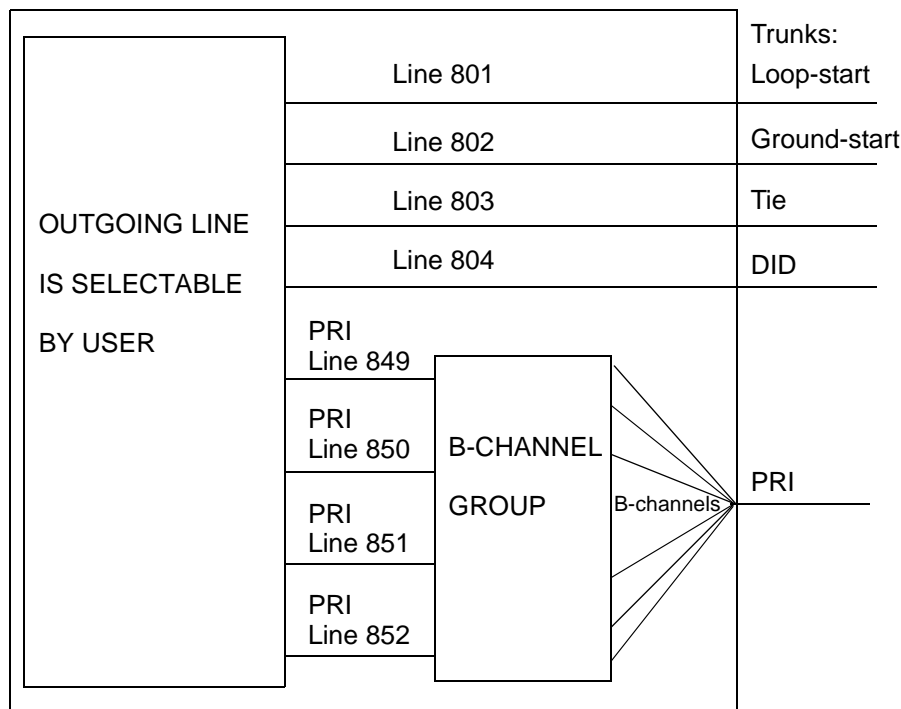 Trunks:
Line 801
Loop-start
Line 802
Ground-start
Line 803
Tie
Line 804
DID
OUTGOING LINE
IS SELECTABLE
BY USER
PRI
Line 849
PRI
Line 850
PRI
Line 851
PRI
Line 852
B-CHANNEL
GROUP
B-channels
PRI